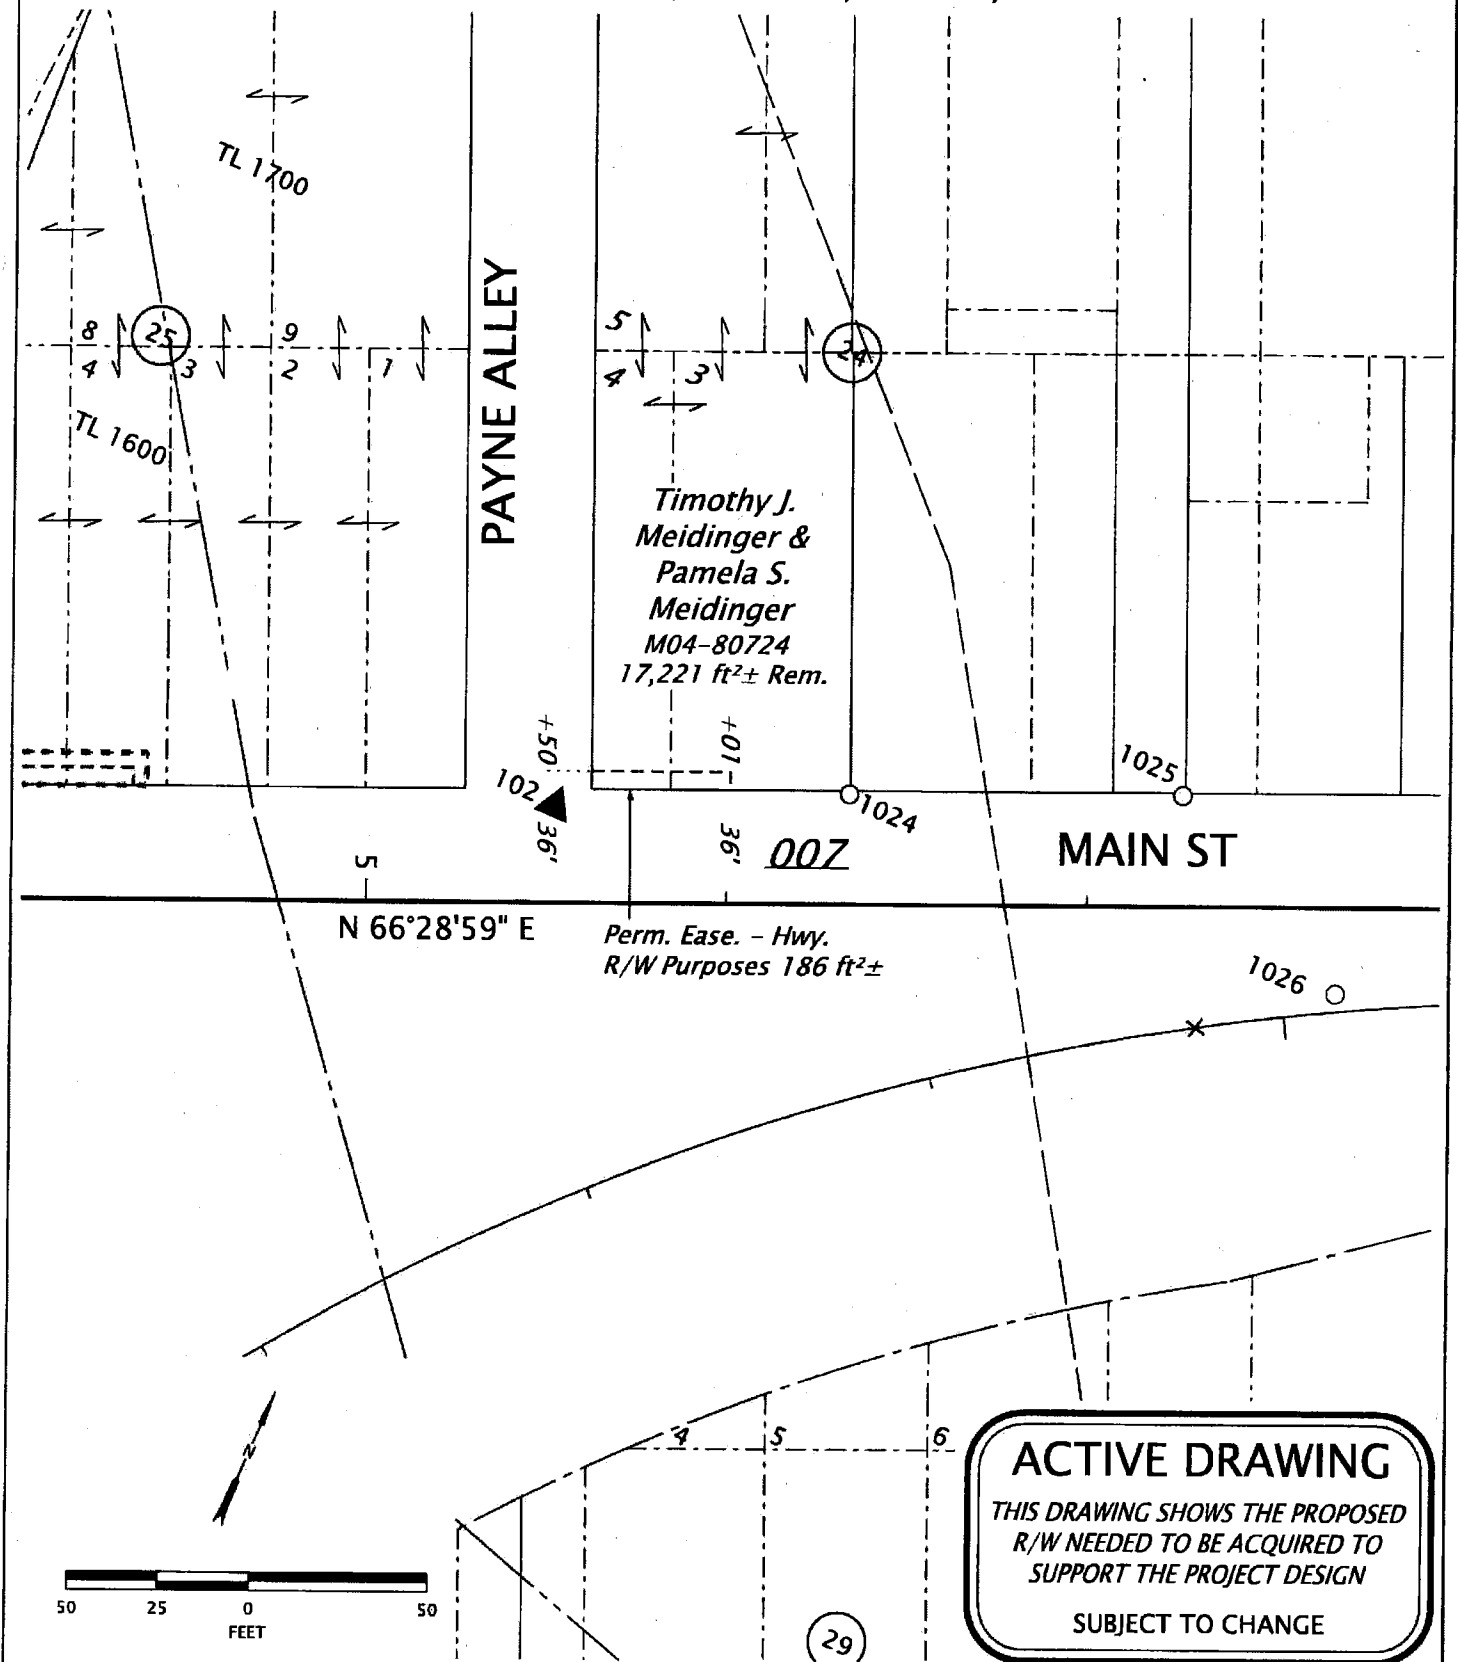 TL 1700
8
25
9
4
3
2
1
TL 1600
PAYNE ALLEY
5
4
3
24
Timothy J.
Meidinger &
Pamela S.
Meidinger
M04-80724
17,221 ft²± Rem.
+50
+01
102
36'
36'
007
1024
1025
MAIN ST
5
N 66°28'59" E
Perm. Ease. - Hwy.
R/W Purposes 186 ft²±
1026
N
4
5
6
29
50 25 0 50
FEET
ACTIVE DRAWING
THIS DRAWING SHOWS THE PROPOSED
R/W NEEDED TO BE ACQUIRED TO
SUPPORT THE PROJECT DESIGN
SUBJECT TO CHANGE